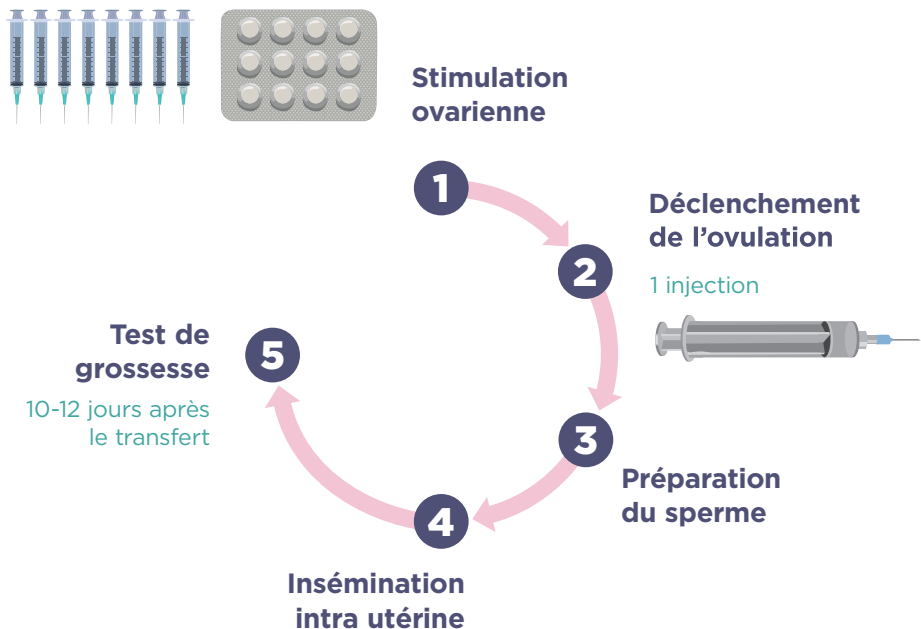 Stimulation
ovarienne
1
Déclenchement
de l’ovulation
2
1 injection
3
Préparation
du sperme
4
Insémination
intra utérine
5
Test de
grossesse
10-12 jours après
le transfert